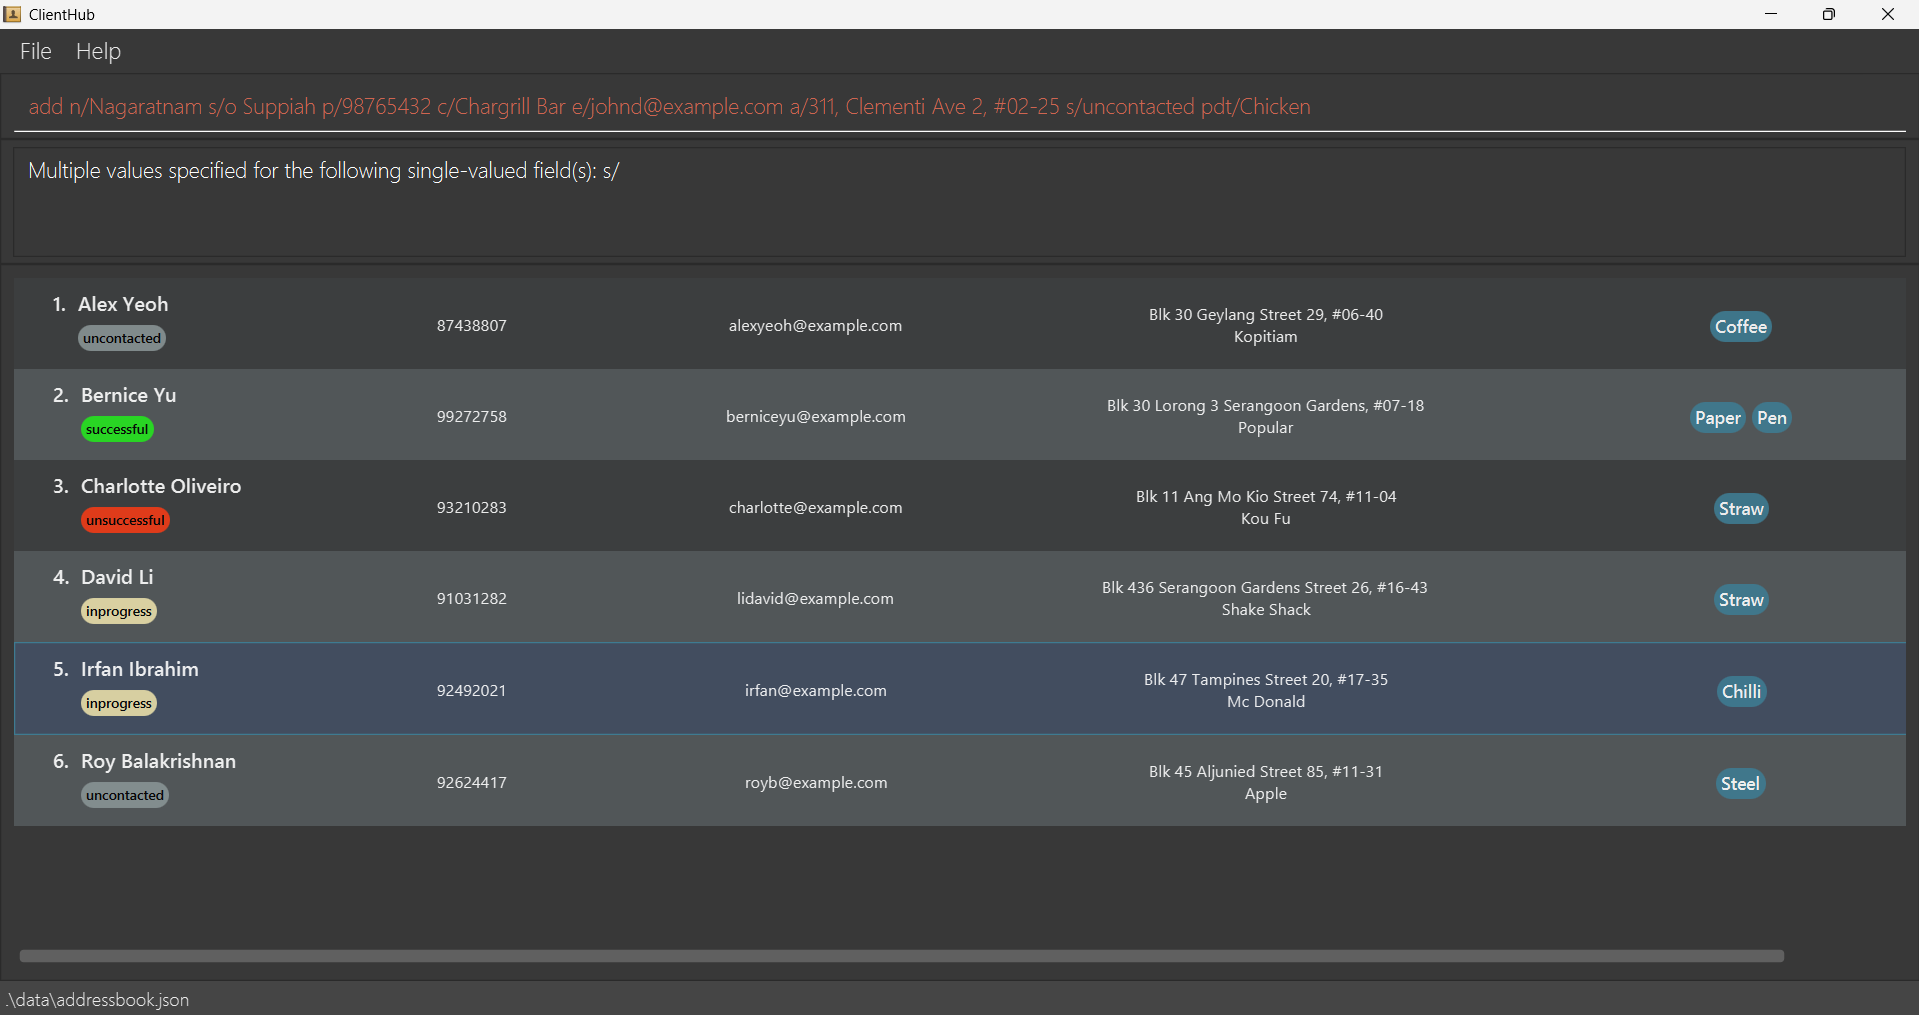 ClientHub
File Help
add n/Nagaratnam s/o Suppiah p/98765432 c/Chargrill Bar e/johnd@example.com a/311, Clementi Ave 2, #02-25 s/uncontacted pdt/Chicken
Multiple values specified for the following single-valued field(s): s/
1. Alex Yeoh
uncontacted
87438807
alexyeoh@example.com
Blk 30 Geylang Street 29, #06-40
Kopitiam
Coffee
2. Bernice Yu
successful
99272758
berniceyu@example.com
Blk 30 Lorong 3 Serangoon Gardens, #07-18
Popular
Paper Pen
3. Charlotte Oliveiro
unsuccessful
93210283
charlotte@example.com
Blk 11 Ang Mo Kio Street 74, #11-04
Kou Fu
Straw
4. David Li
inprogress
91031282
lidavid@example.com
Blk 436 Serangoon Gardens Street 26, #16-43
Shake Shack
Straw
5. Irfan Ibrahim
inprogress
92492021
irfan@example.com
Blk 47 Tampines Street 20, #17-35
Mc Donald
Chilli
6. Roy Balakrishnan
uncontacted
92624417
royb@example.com
Blk 45 Aljunied Street 85, #11-31
Apple
Steel
.\data\addressbook.json